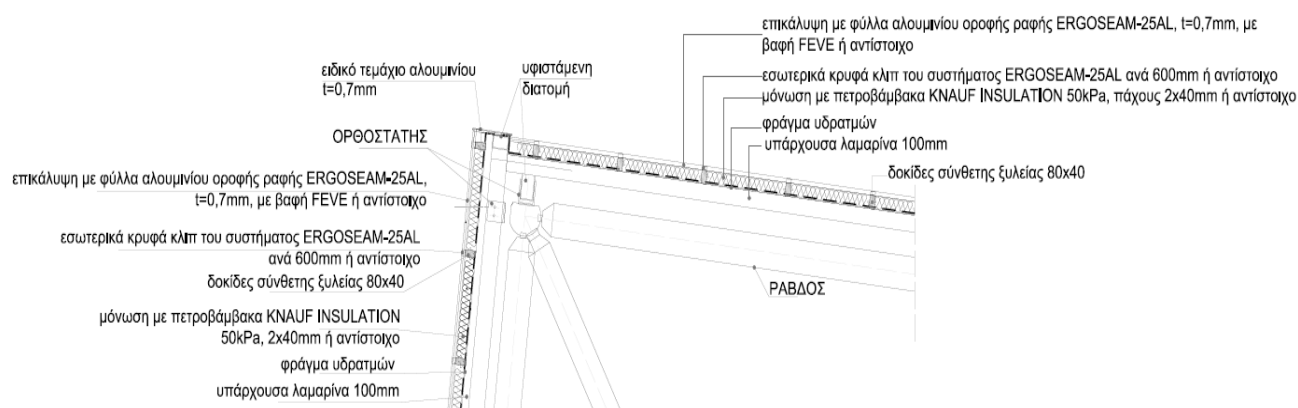 επικάλυψη με φύλλα αλουμινίου οροφής ραφής ERGOSEAM-25AL, t=0,7mm, με
βαφή FEVE ή αντίστοιχο
ειδικό τεμάχιο αλουμινίου
t=0,7mm
υφιστάμενη
διατομή
εσωτερικά κρυφά κλιπ του συστήματος ERGOSEAM-25AL ανά 600mm ή αντίστοιχο
μόνωση με πετροβάμβακα KNAUF INSULATION 50kPa, πάχους 2x40mm ή αντίστοιχο
φράγμα υδρατμών
υπάρχουσα λαμαρίνα 100mm
δοκίδες σύνθετης ξυλείας 80x40
ΟΡΘΟΣΤΑΤΗΣ
επικάλυψη με φύλλα αλουμινίου οροφής ραφής ERGOSEAM-25AL,
t=0,7mm, με βαφή FEVE ή αντίστοιχο
εσωτερικά κρυφά κλιπ του συστήματος ERGOSEAM-25AL
ανά 600mm ή αντίστοιχο
δοκίδες σύνθετης ξυλείας 80x40
ΡΑΒΔΟΣ
μόνωση με πετροβάμβακα KNAUF INSULATION
50kPa, 2x40mm ή αντίστοιχο
φράγμα υδρατμών
υπάρχουσα λαμαρίνα 100mm